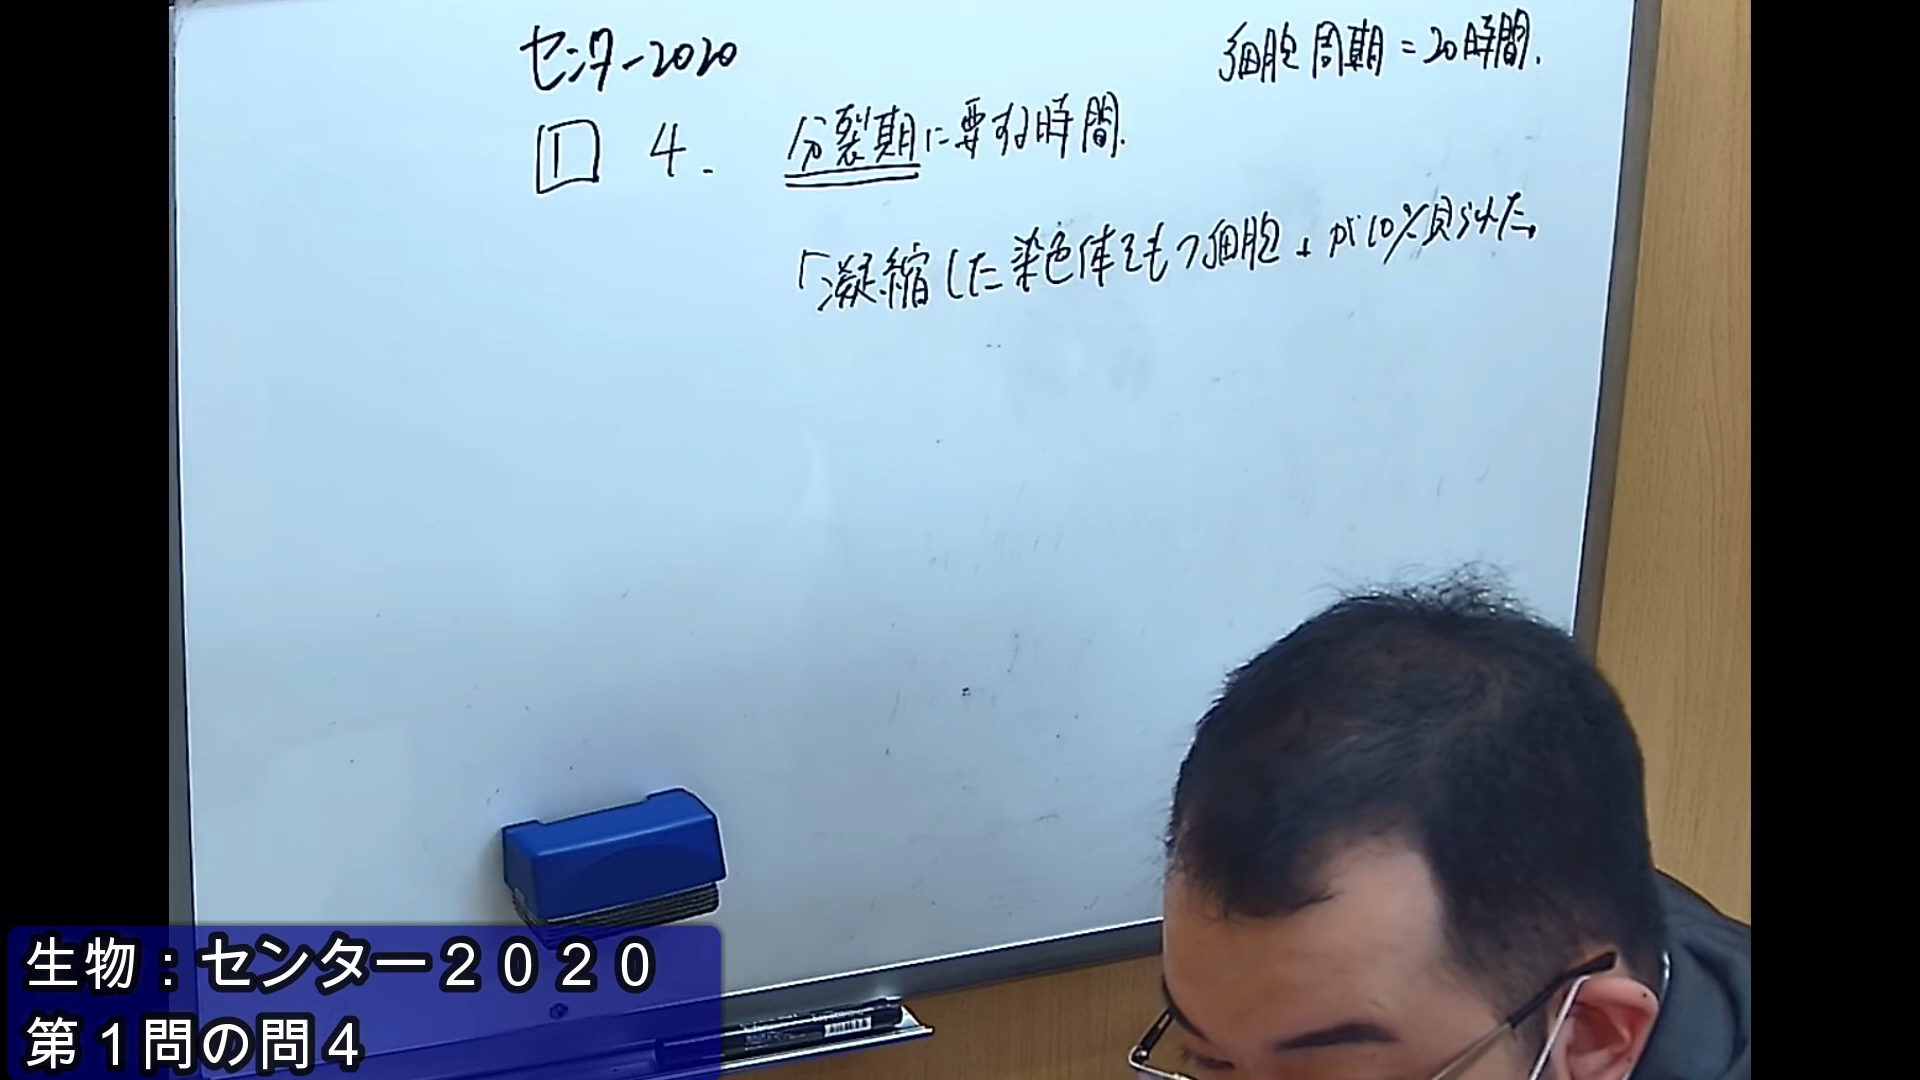 センター2020
細胞周期=20時間.
1 4. 分裂期に要する時間.
「凝縮した染色体をもつ細胞」が10%見られた。
生物：センター２０２０
第１問の問４